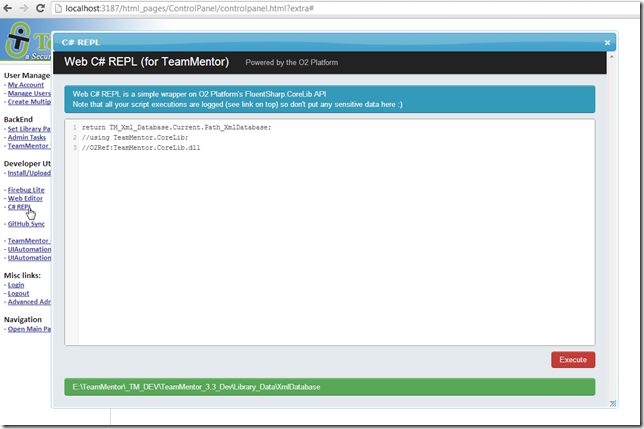 localhost:3187/html_pages/ControlPanel/controlpanel.html?extra#
a Secur
User Manage
- My Account
- Manage Users
- Create Multip
BackEnd
- Set Library Pa
- Admin Tasks
- TeamMentor
Developer Ut
- Install/Upload
- Firebug Lite
- Web Editor
- C# REPL
- GitHub Sync
- TeamMentor
- UIAutomation
- UIAutomation
Misc links:
- Login
- Logout
- Advanced Adm
Navigation
- Open Main Pa
C# REPL
Web C# REPL (for TeamMentor) Powered by the O2 Platform
Web C# REPL is a simple wrapper on O2 Platform's FluentSharp.CoreLib API
Note that all your script executions are logged (see link on top) so don't put any sensitive data here :)
1 return TM_Xml_Database.Current.Path_XmlDatabase;
2 //using TeamMentor.CoreLib;
3 //O2Ref:TeamMentor.CoreLib.dll
Execute
E:\TeamMentor\_TM_DEV\TeamMentor_3.3_Dev\Library_Data\XmlDatabase